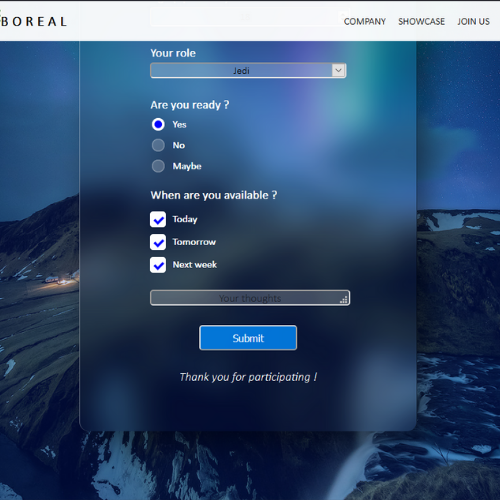 BOREAL
COMPANY SHOWCASE JOIN US
Your role
Jedi
Are you ready ?
Yes
No
Maybe
When are you available ?
Today
Tomorrow
Next week
Your thoughts
Submit
Thank you for participating !